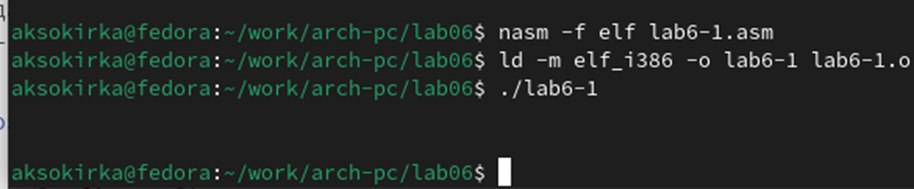 aksokirka@fedora:~/work/arch-pc/lab06$ nasm -f elf lab6-1.asm
aksokirka@fedora:~/work/arch-pc/lab06$ ld -m elf_i386 -o lab6-1 lab6-1.o
aksokirka@fedora:~/work/arch-pc/lab06$ ./lab6-1
aksokirka@fedora:~/work/arch-pc/lab06$